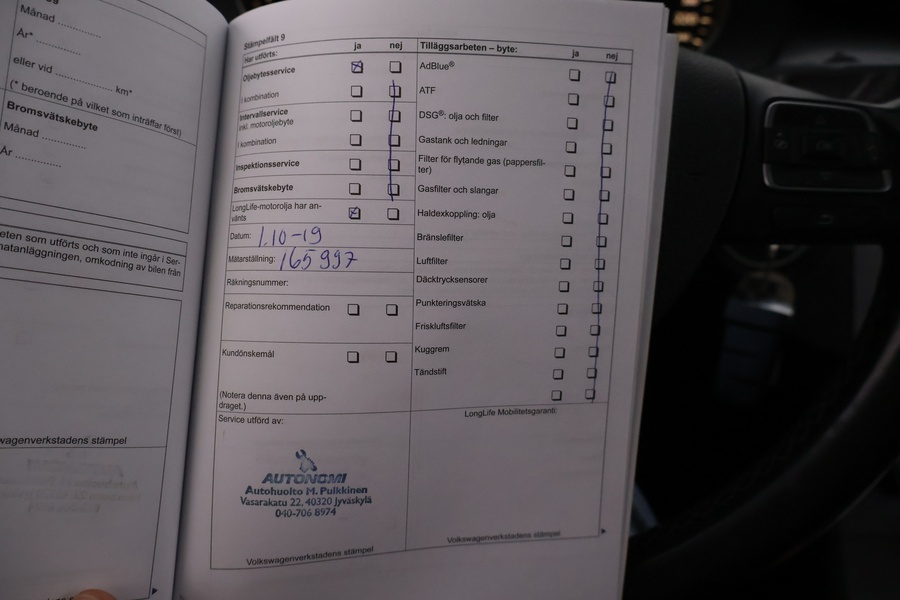 Månad ............
År* ............
eller vid ............ km*
(* beroende på vilket som inträffar först)
Bromsvätskebyte
Månad ............
År ............
eten som utförts och som inte ingår i Ser-
natanläggningen, omkodning av bilen från
wagenverkstadens stämpel
Stämpelfält 9
Har utförts: ja nej
Oljebytesservice
I kombination
Intervallservice
inkl. motoroljebyte
I kombination
Inspektionsservice
Bromsvätskebyte
LongLife-motorolja har an-
vänts
Datum: 1.10-19
Mätarställning: 165997
Räkningsnummer:
Reparationsrekommendation
Kundönskemål
(Notera denna även på upp-
draget.)
Service utförd av:
AUTONOMI
Autohuolto M. Pulkkinen
Vasarakatu 22, 40320 Jyväskylä
040-706 8974
Volkswagenverkstadens stämpel
Tilläggsarbeten – byte: ja nej
AdBlue®
ATF
DSG®: olja och filter
Gastank och ledningar
Filter för flytande gas (pappersfil-
ter)
Gasfilter och slangar
Haldexkoppling: olja
Bränslefilter
Luftfilter
Däcktrycksensorer
Punkteringsvätska
Friskluftsfilter
Kuggrem
Tändstift
LongLife Mobilitetsgaranti:
Volkswagenverkstadens stämpel